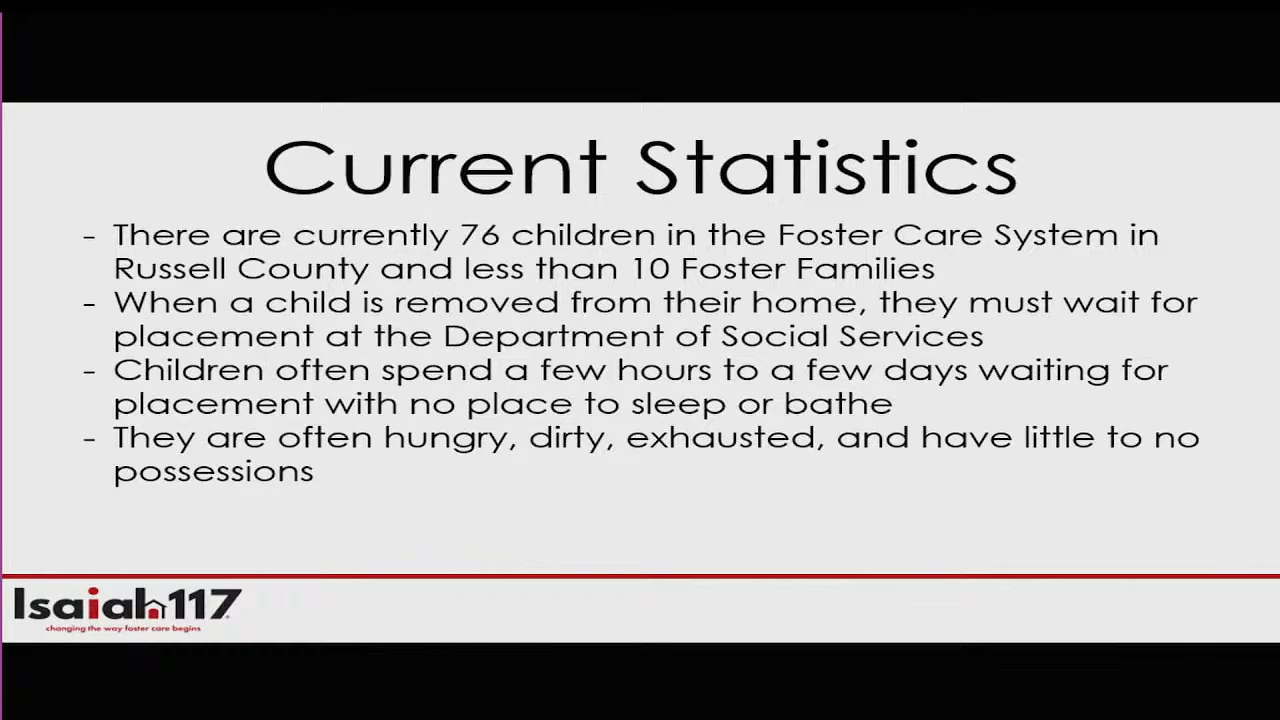 Current Statistics
- There are currently 76 children in the Foster Care System in
Russell County and less than 10 Foster Families
- When a child is removed from their home, they must wait for
placement at the Department of Social Services
- Children often spend a few hours to a few days waiting for
placement with no place to sleep or bathe
- They are often hungry, dirty, exhausted, and have little to no
possessions
Isaiah117
changing the way foster care begins